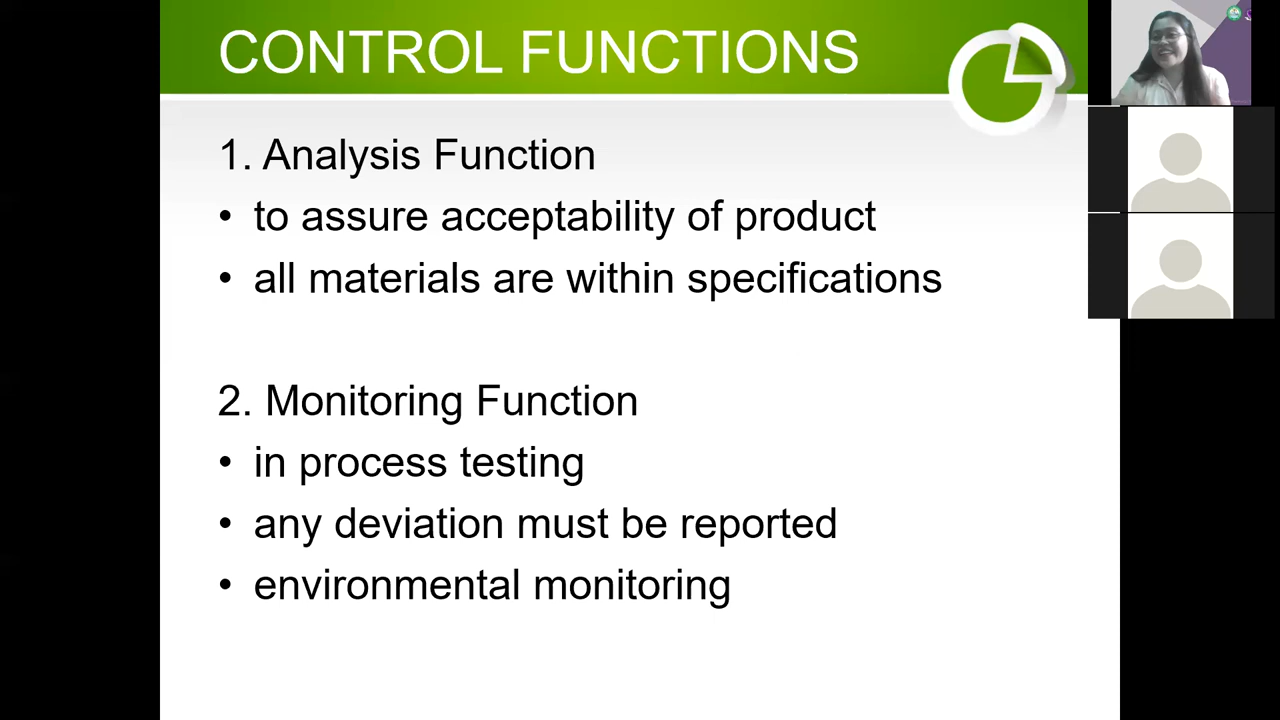 CONTROL FUNCTIONS
1. Analysis Function
• to assure acceptability of product
• all materials are within specifications
2. Monitoring Function
• in process testing
• any deviation must be reported
• environmental monitoring